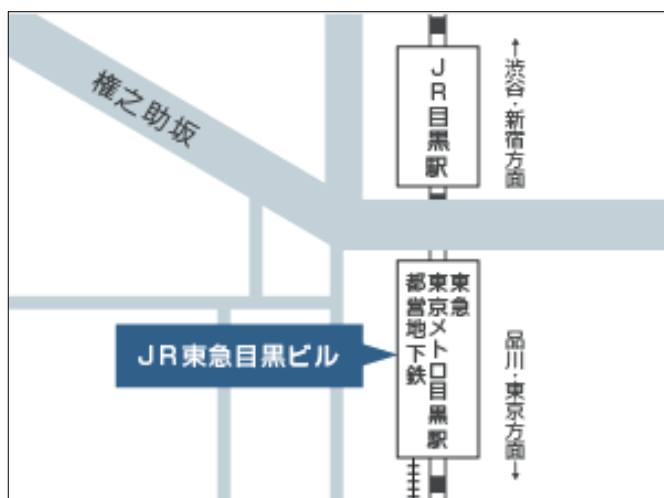 権之助坂
JR目黒駅
↑渋谷・新宿方面
東急
東京メトロ目黒駅
都営地下鉄
JR東急目黒ビル
品川・東京方面↓